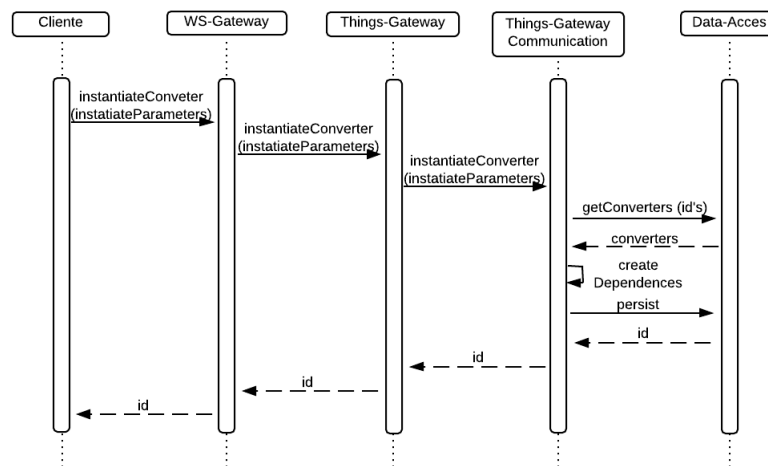 Cliente
WS-Gateway
Things-Gateway
Things-Gateway
Communication
Data-Acces
instantiateConveter
(instatiateParameters)
instantiateConverter
(instatiateParameters)
instantiateConverter
(instatiateParameters)
getConverters (id's)
converters
create
Dependences
persist
id
id
id
id